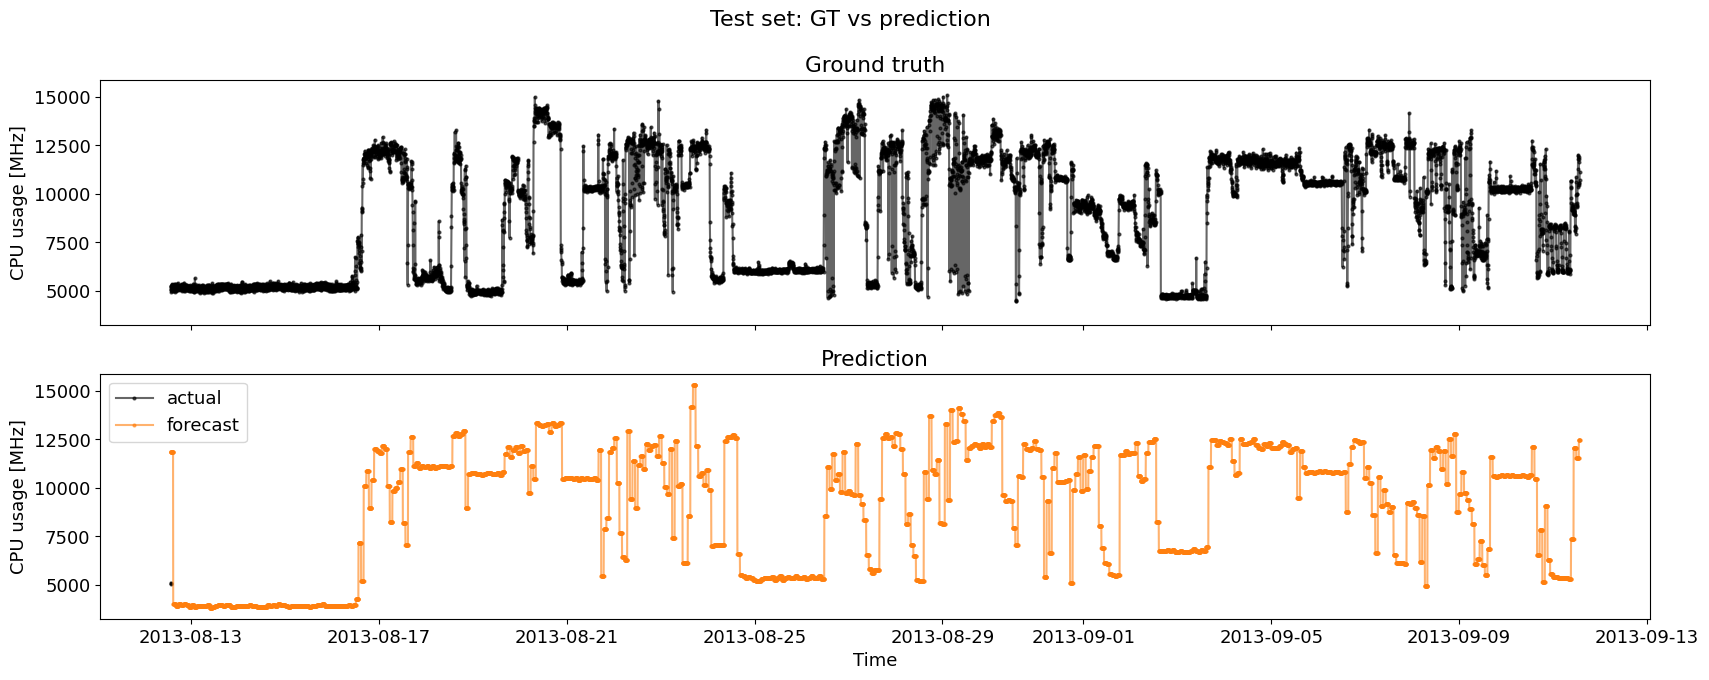 Test set: GT vs prediction
Ground truth
CPU usage [MHz]
15000
12500
10000
7500
5000
Prediction
CPU usage [MHz]
15000
12500
10000
7500
5000
actual
forecast
2013-08-13 2013-08-17 2013-08-21 2013-08-25 2013-08-29 2013-09-01 2013-09-05 2013-09-09 2013-09-13
Time